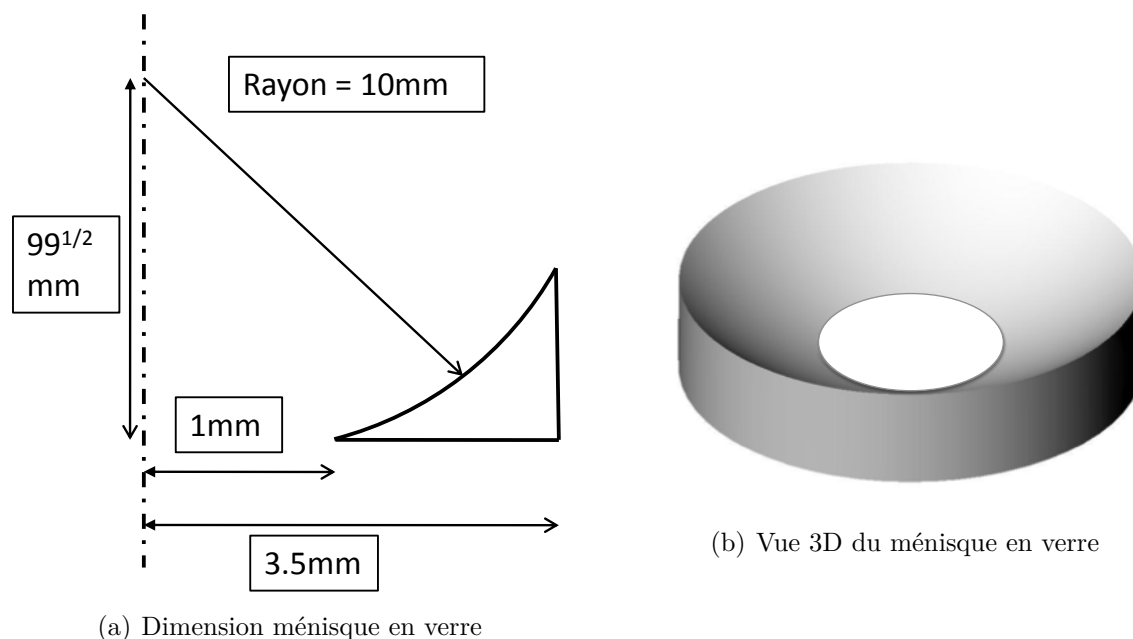 Rayon = 10mm
99^{1/2}
mm
1mm
3.5mm
(a) Dimension ménisque en verre
(b) Vue 3D du ménisque en verre